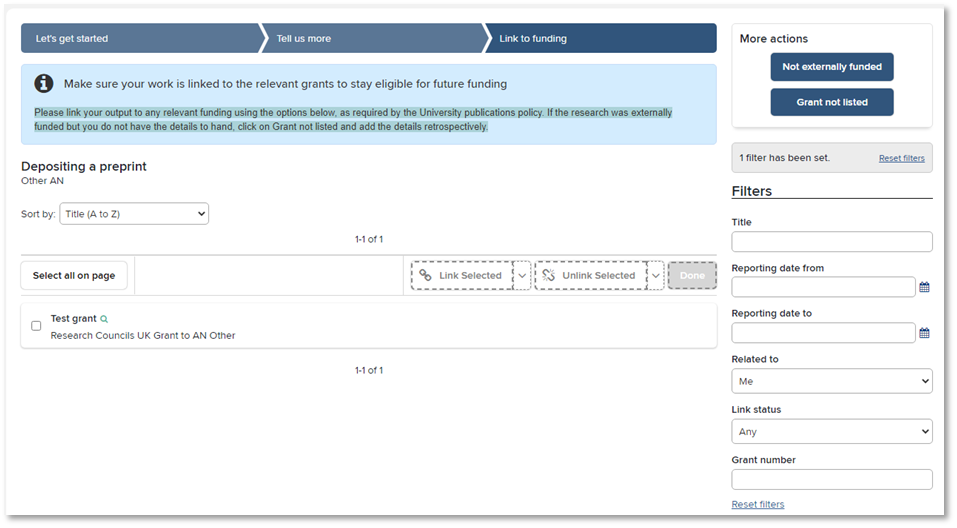 Let's get started
Tell us more
Link to funding
Make sure your work is linked to the relevant grants to stay eligible for future funding
Please link your output to any relevant funding using the options below, as required by the University publications policy. If the research was externally
funded but you do not have the details to hand, click on Grant not listed and add the details retrospectively.
Depositing a preprint
Other AN
Sort by: Title (A to Z)
1-1 of 1
Select all on page
Link Selected
Unlink Selected
Done
Test grant
Research Councils UK Grant to AN Other
1-1 of 1
More actions
Not externally funded
Grant not listed
1 filter has been set. Reset filters
Filters
Title
Reporting date from
Reporting date to
Related to
Me
Link status
Any
Grant number
Reset filters